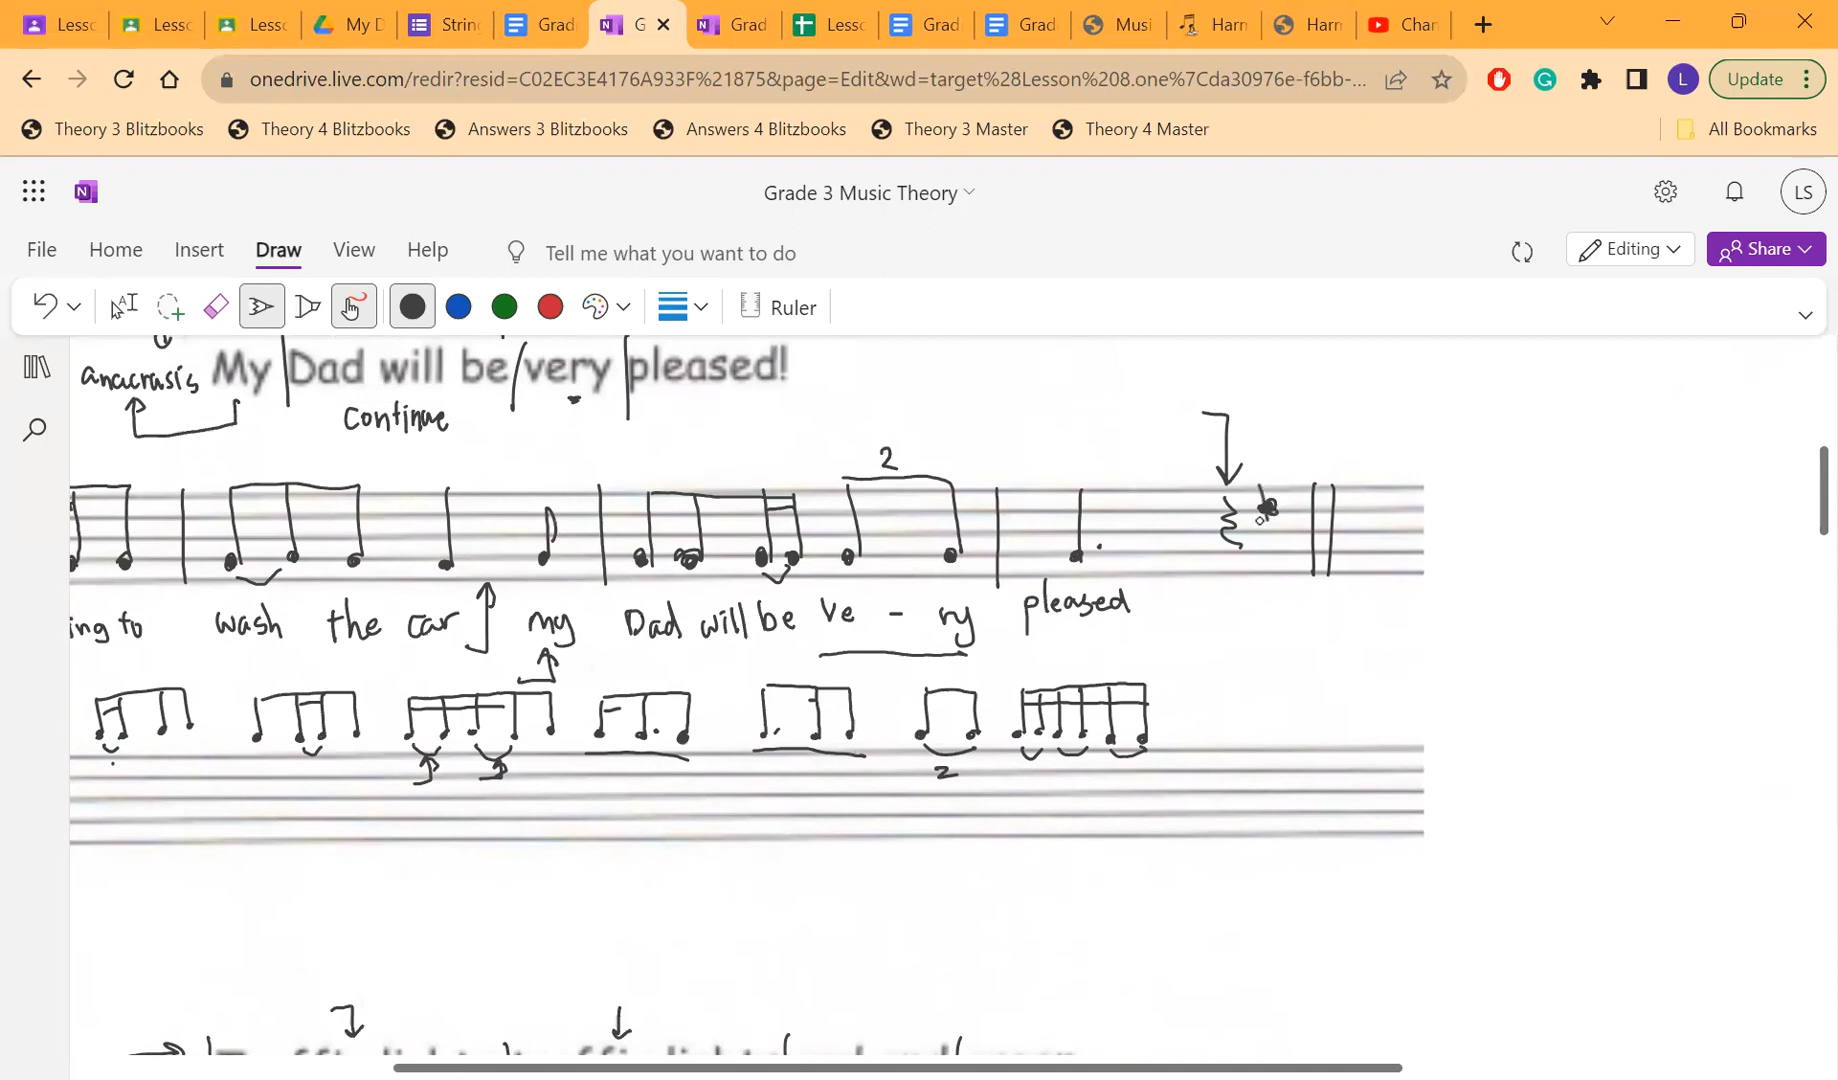 Lesso
Lesso
Lesso
My D
String
Grad
G
Grad
Lesso
Grad
Grad
Musi
Harr
Harr
Chan
onedrive.live.com/redir?resid=C02EC3E4176A933F%21875&page=Edit&wd=target%28Lesson%208.one%7Cda30976e-f6bb-...
L
Update
Theory 3 Blitzbooks
Theory 4 Blitzbooks
Answers 3 Blitzbooks
Answers 4 Blitzbooks
Theory 3 Master
Theory 4 Master
All Bookmarks
N
Grade 3 Music Theory
LS
File Home Insert Draw View Help
Tell me what you want to do
Editing
Share
Ruler
anacrasis My Dad will be very pleased!
Continue
2
ing to wash the car my Dad will be ve - ry pleased
2